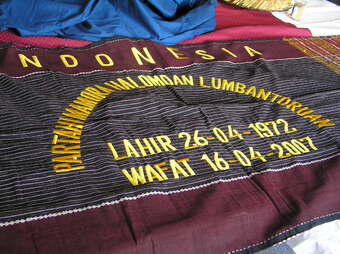 NDONESIA
LUMBANTORUAN
LAHIR 26-04-1972
WAFAT 16-04-2007